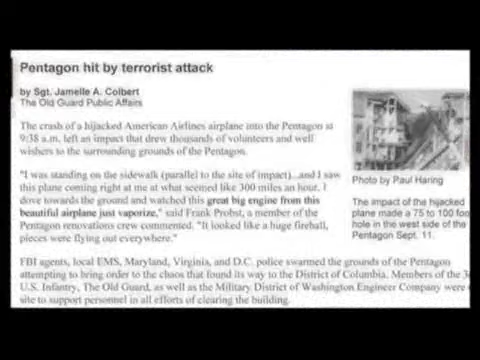 Pentagon hit by terrorist attack
by Sgt. Jamelle A. Colbert
The Old Guard Public Affairs
The crash of a hijacked American Airlines airplane into the Pentagon at
9:38 a.m. left an impact that drew thousands of volunteers and well
wishers to the surrounding grounds of the Pentagon.
"I was standing on the sidewalk (parallel to the site of impact)...and I saw
this plane coming right at me at what seemed like 300 miles an hour. I
dove towards the ground and watched this great big engine from this
beautiful airplane just vaporize," said Frank Probst, a member of the
Pentagon renovations crew commented. "It looked like a huge fireball,
pieces were flying out everywhere."
Photo by Paul Haring
The impact of the hijacked
plane made a 75 to 100 foo
hole in the west side of the
Pentagon Sept. 11.
FBI agents, local EMS, Maryland, Virginia, and D.C. police swarmed the grounds of the Pentagon
attempting to bring order to the chaos that found its way to the District of Columbia. Members of the 3
U.S. Infantry, The Old Guard, as well as the Military District of Washington Engineer Company were
site to support personnel in all efforts of clearing the building.